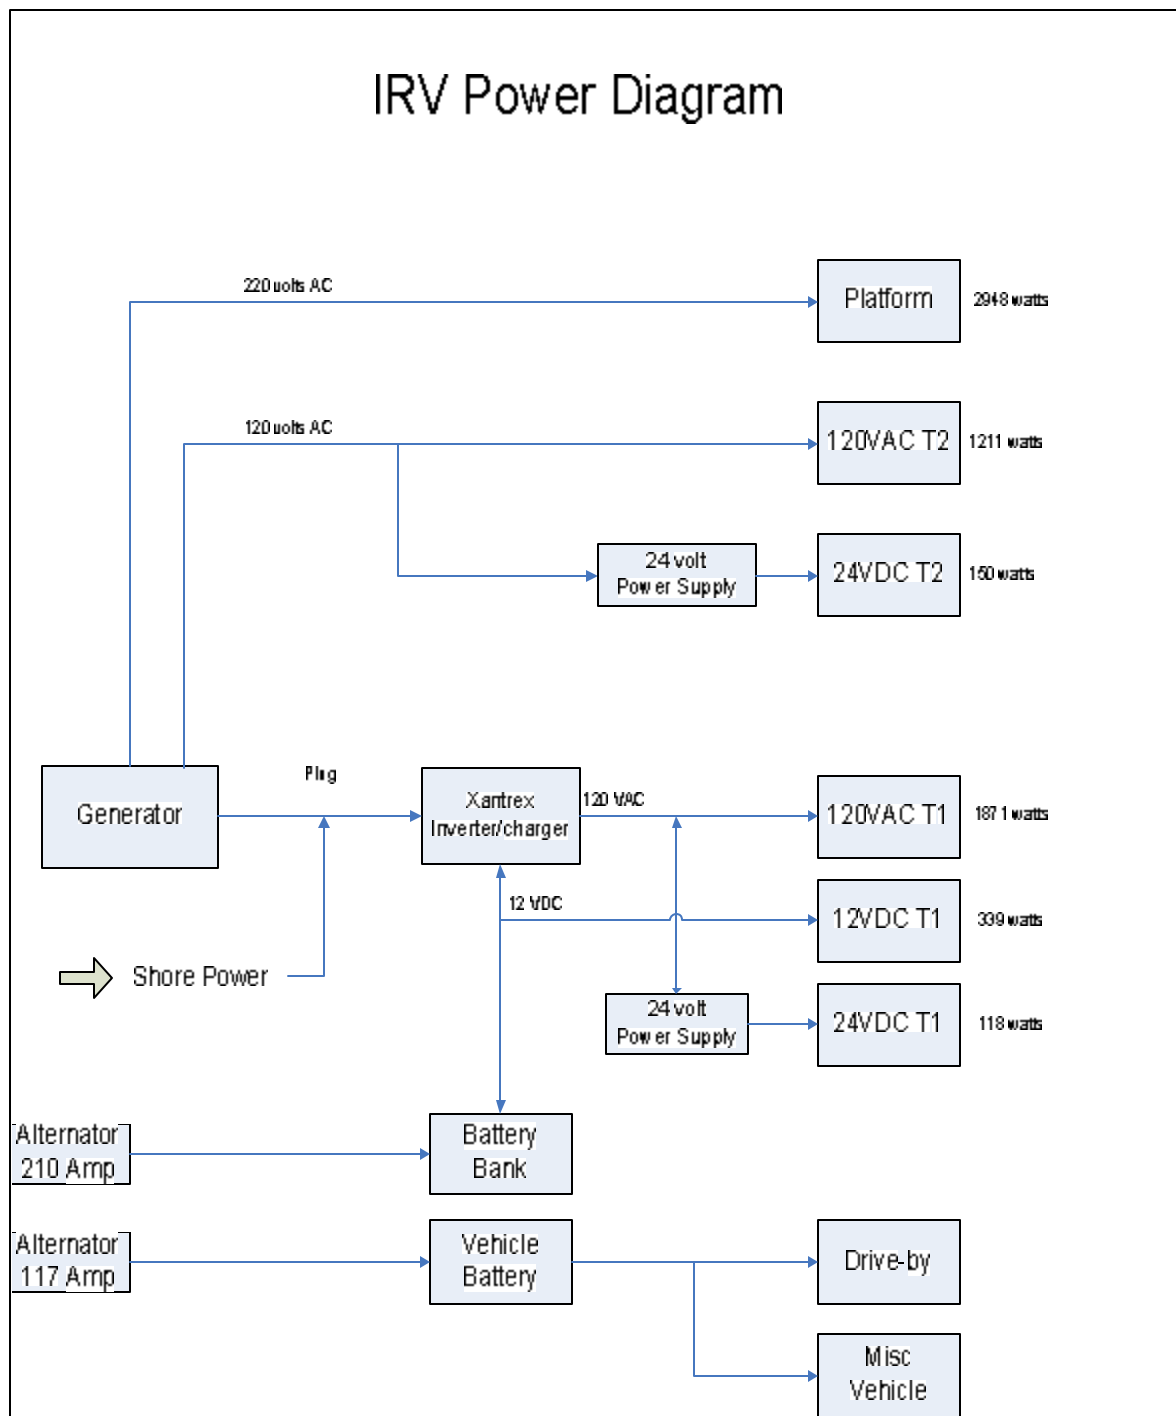 IRV Power Diagram
220 volts AC
Platform
2948 watts
120 volts AC
120VAC T2
1211 watts
24 volt
Power Supply
24VDC T2
150 watts
Generator
Plug
Xantrex
Inverter/charger
120 VAC
120VAC T1
1871 watts
12 VDC
12VDC T1
339 watts
Shore Power
24 volt
Power Supply
24VDC T1
118 watts
Alternator
210 Amp
Battery
Bank
Alternator
117 Amp
Vehicle
Battery
Drive-by
Misc
Vehicle